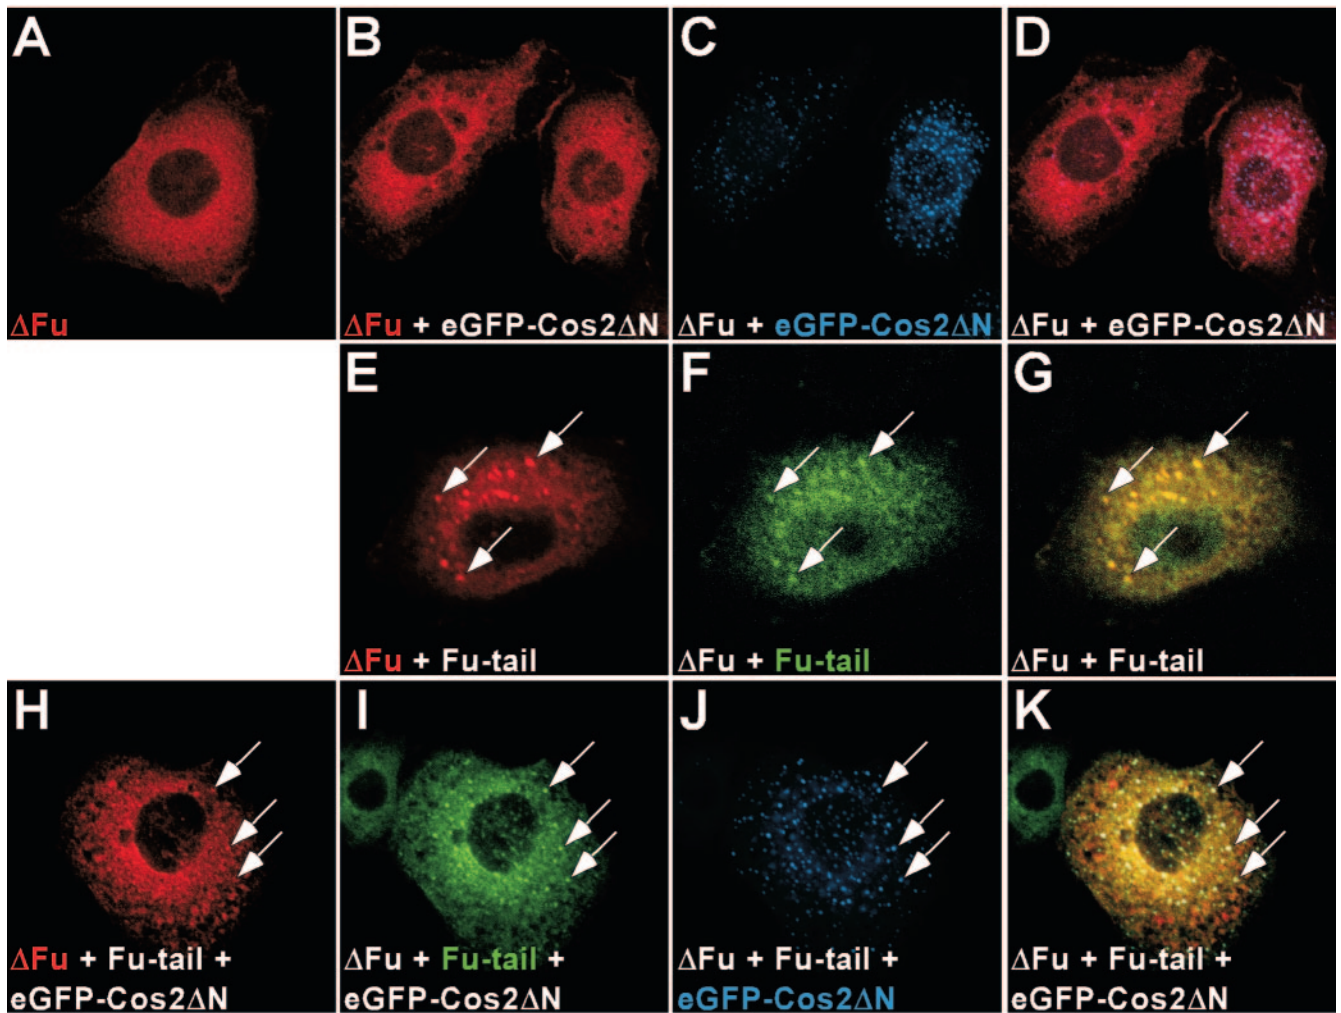 A
B
C
D
ΔFu
ΔFu + eGFP-Cos2ΔN
ΔFu + eGFP-Cos2ΔN
ΔFu + eGFP-Cos2ΔN
E
F
G
ΔFu + Fu-tail
ΔFu + Fu-tail
ΔFu + Fu-tail
H
I
J
K
ΔFu + Fu-tail +
eGFP-Cos2ΔN
ΔFu + Fu-tail +
eGFP-Cos2ΔN
ΔFu + Fu-tail +
eGFP-Cos2ΔN
ΔFu + Fu-tail +
eGFP-Cos2ΔN